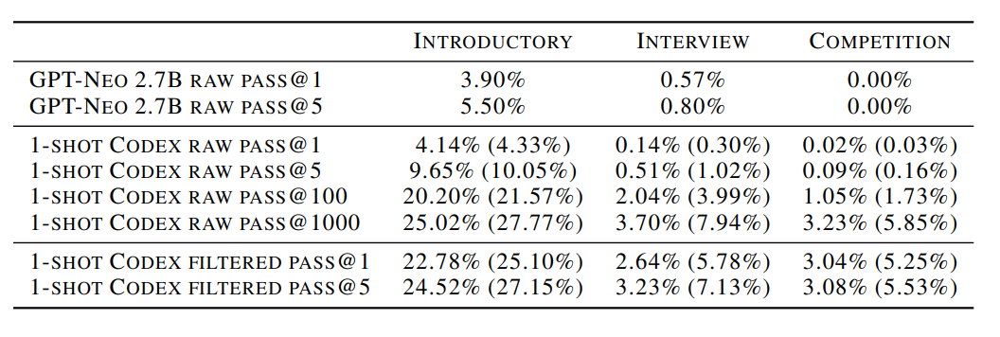 INTRODUCTORY INTERVIEW COMPETITION
GPT-NEO 2.7B RAW PASS@1 3.90% 0.57% 0.00%
GPT-NEO 2.7B RAW PASS@5 5.50% 0.80% 0.00%
1-SHOT CODEX RAW PASS@1 4.14% (4.33%) 0.14% (0.30%) 0.02% (0.03%)
1-SHOT CODEX RAW PASS@5 9.65% (10.05%) 0.51% (1.02%) 0.09% (0.16%)
1-SHOT CODEX RAW PASS@100 20.20% (21.57%) 2.04% (3.99%) 1.05% (1.73%)
1-SHOT CODEX RAW PASS@1000 25.02% (27.77%) 3.70% (7.94%) 3.23% (5.85%)
1-SHOT CODEX FILTERED PASS@1 22.78% (25.10%) 2.64% (5.78%) 3.04% (5.25%)
1-SHOT CODEX FILTERED PASS@5 24.52% (27.15%) 3.23% (7.13%) 3.08% (5.53%)